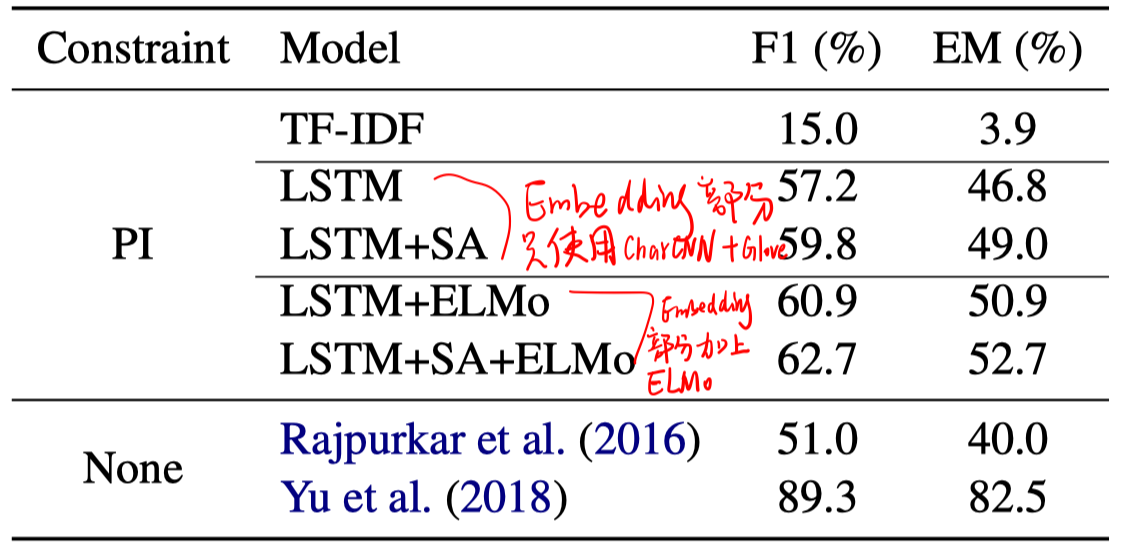 Constraint Model F1 (%) EM (%)
TF-IDF 15.0 3.9
LSTM 57.2 46.8
Embedding 部分
PI LSTM+SA 59.8 49.0
只使用 CharCNN + Glove
LSTM+ELMo 60.9 50.9
Embedding
部分加上
LSTM+SA+ELMo 62.7 52.7
ELMo
Rajpurkar et al. (2016) 51.0 40.0
None
Yu et al. (2018) 89.3 82.5